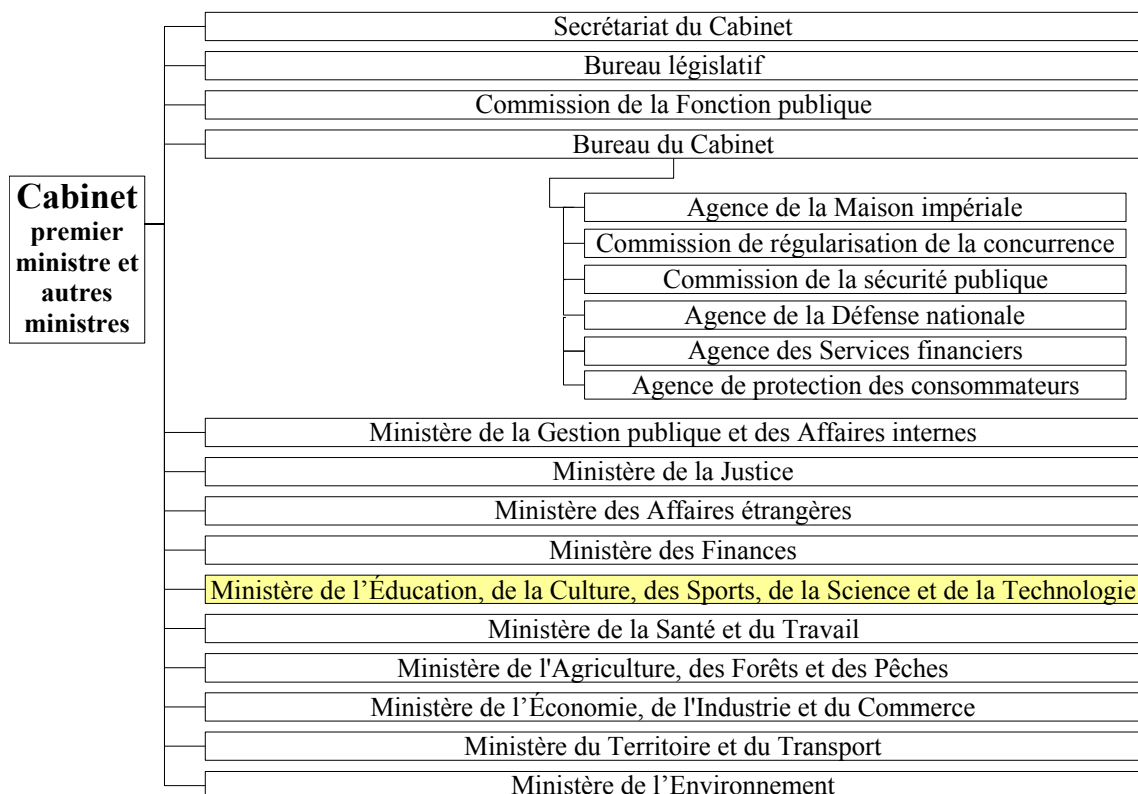 Secrétariat du Cabinet
Bureau législatif
Commission de la Fonction publique
Bureau du Cabinet
Cabinet
premier
ministre et
autres
ministres
Agence de la Maison impériale
Commission de régularisation de la concurrence
Commission de la sécurité publique
Agence de la Défense nationale
Agence des Services financiers
Agence de protection des consommateurs
Ministère de la Gestion publique et des Affaires internes
Ministère de la Justice
Ministère des Affaires étrangères
Ministère des Finances
Ministère de l’Éducation, de la Culture, des Sports, de la Science et de la Technologie
Ministère de la Santé et du Travail
Ministère de l'Agriculture, des Forêts et des Pêches
Ministère de l’Économie, de l'Industrie et du Commerce
Ministère du Territoire et du Transport
Ministère de l’Environnement